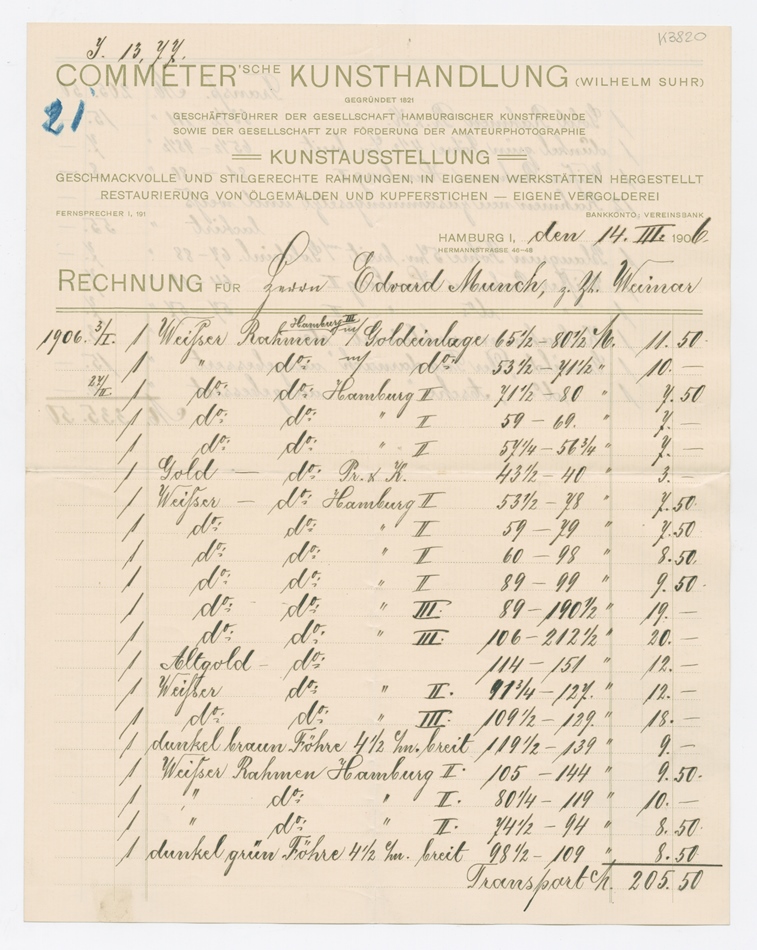 J. 13, 77.
K3820
COMMETER'SCHE KUNSTHANDLUNG (WILHELM SUHR)
21
GEGRÜNDET 1821
GESCHÄFTSFÜHRER DER GESELLSCHAFT HAMBURGISCHER KUNSTFREUNDE
SOWIE DER GESELLSCHAFT ZUR FÖRDERUNG DER AMATEURPHOTOGRAPHIE
KUNSTAUSSTELLUNG
GESCHMACKVOLLE UND STILGERECHTE RAHMUNGEN, IN EIGENEN WERKSTÄTTEN HERGESTELLT
RESTAURIERUNG VON ÖLGEMÄLDEN UND KUPFERSTICHEN — EIGENE VERGOLDEREI
FERNSPRECHER I, 191 BANKKONTO: VEREINSBANK
HAMBURG I, den 14. III. 1906.
HERMANNSTRASSE 46-48
RECHNUNG FÜR Herrn Edvard Munch, z. Zt. Weimar
Hamburg III
1906. 3/I. 1 Weißer Rahmen m/ Goldeinlage 65½ – 80½ c/m. 11. 50
1 " do: m/ do: 53½ – 71½ " 10. —
27/II. 1 do: do: Hamburg II 71½ – 80 " 7. 50
1 do: do: " II 59 – 69. " 7. —
1 do: do: " II 57¼ – 56¾ " 7. —
1 Gold — do: Pr. & K. 43½ – 40 " 3. —
1 Weißer — do: Hamburg II 53½ – 78 " 7. 50
1 do: do: " II 59 – 79 " 7. 50
1 do: do: " II 60 – 98 " 8. 50.
1 do: do: " II 89 – 99 " 9. 50.
1 do: do: " III. 89 – 190½ " 19. —
1 do: do: " III. 106 – 212½ " 20. —
1 Altgold – do: 114 – 151 " 12. —
1 Weißer do: " II. 91¾ – 127. " 12. —
1 do: do: " III. 109½ – 129. " 18. —
1 dunkel braun Föhre 4½ c/m. breit 119½ – 139 " 9. —
1 Weißer Rahmen Hamburg II. 105 – 144 " 9. 50.
1 " do: " II. 80¼ – 119 " 10. —
1 " do: " II. 74½ – 94 " 8. 50.
1 dunkel grün Föhre 4½ c/m. breit 98½ – 109 " 8. 50
Transport M. 205. 50